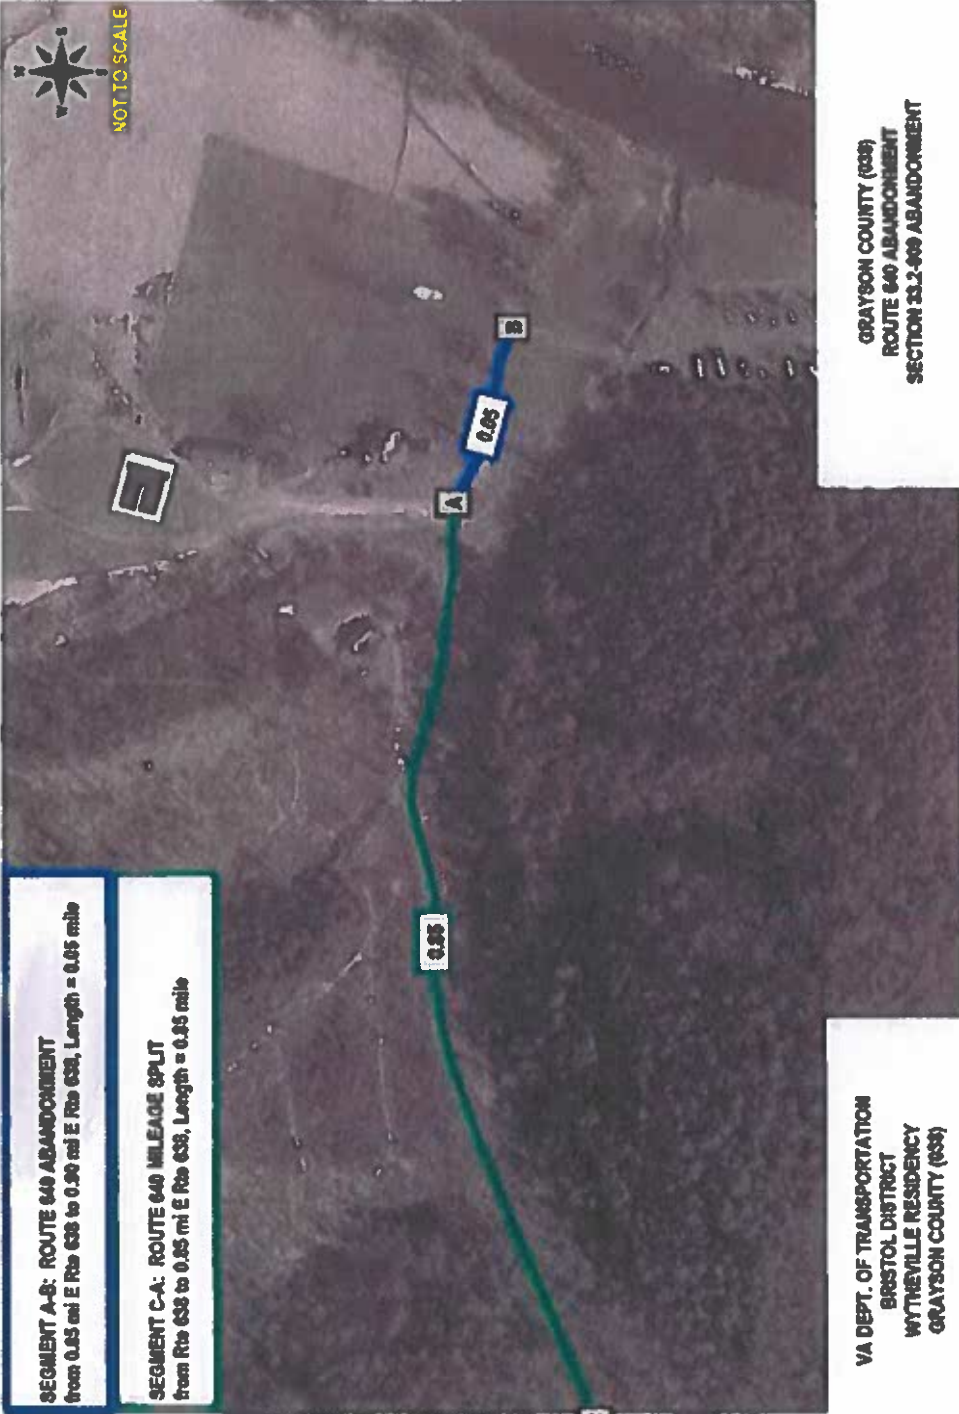 NOT TO SCALE
SEGMENT A-B: ROUTE 640 ABANDONMENT
from 0.85 mi E Rte 638 to 0.90 mi E Rte 638, Length = 0.05 mile
SEGMENT C-A: ROUTE 640 MILEAGE SPLIT
from Rte 638 to 0.85 mi E Rte 638, Length = 0.85 mile
0.85
A
0.05
B
VA DEPT. OF TRANSPORTATION
BRISTOL DISTRICT
WYTHEVILLE RESIDENCY
GRAYSON COUNTY (038)
GRAYSON COUNTY (038)
ROUTE 640 ABANDONMENT
SECTION 33.2-909 ABANDONMENT